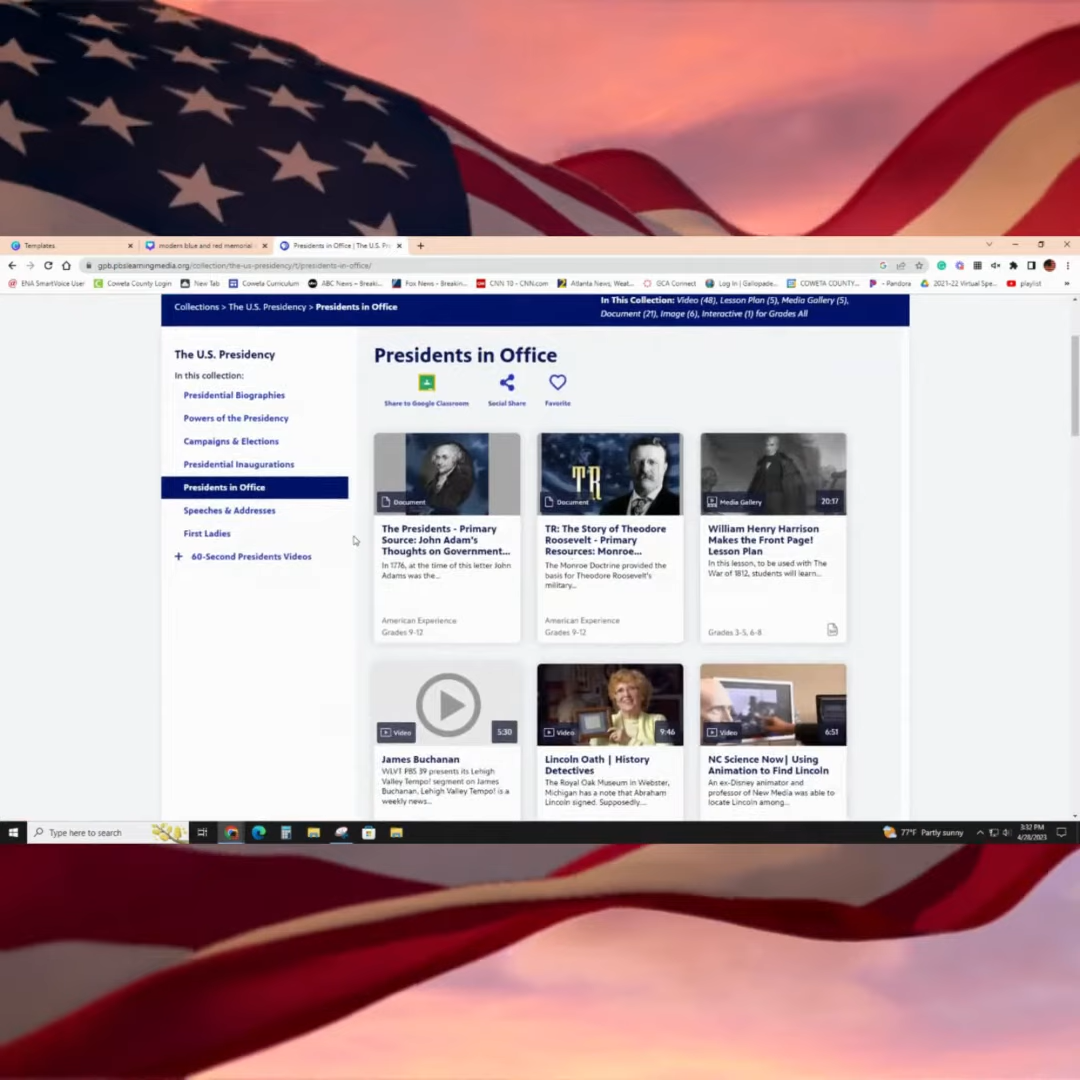 Templates
modern blue and red memorial
Presidents in Office | The U.S. Pr
gpb.pbslearningmedia.org/collection/the-us-presidency/t/presidents-in-office/
ENA SmartVoice User
Coweta County Login
New Tab
Coweta Curriculum
ABC News – Breaki...
Fox News - Breakin...
CNN 10 - CNN.com
Atlanta News, Weat...
GCA Connect
Log In | Gallopade...
COWETA COUNTY...
- Pandora
2021-22 Virtual Spe...
playlist
Collections > The U.S. Presidency > Presidents in Office
In This Collection: Video (48), Lesson Plan (5), Media Gallery (5),
Document (21), Image (6), Interactive (1) for Grades All
The U.S. Presidency
In this collection:
Presidential Biographies
Powers of the Presidency
Campaigns & Elections
Presidential Inaugurations
Presidents in Office
Speeches & Addresses
First Ladies
+ 60-Second Presidents Videos
Presidents in Office
Share to Google Classroom
Social Share
Favorite
Document
The Presidents - Primary
Source: John Adam's
Thoughts on Government...
In 1776, at the time of this letter John
Adams was the...
American Experience
Grades 9-12
TR
Document
TR: The Story of Theodore
Roosevelt - Primary
Resources: Monroe...
The Monroe Doctrine provided the
basis for Theodore Roosevelt's
military...
American Experience
Grades 9-12
Media Gallery
20:17
William Henry Harrison
Makes the Front Page!
Lesson Plan
In this lesson, to be used with The
War of 1812, students will learn...
Grades 3-5, 6-8
Video
5:30
James Buchanan
WLVT PBS 39 presents its Lehigh
Valley Tempo! segment on James
Buchanan. Lehigh Valley Tempo! is a
weekly news...
Video
9:46
Lincoln Oath | History
Detectives
The Royal Oak Museum in Webster,
Michigan has a note that Abraham
Lincoln signed. Supposedly....
Video
6:51
NC Science Now| Using
Animation to Find Lincoln
An ex-Disney animator and
professor of New Media was able to
locate Lincoln among...
Type here to search
77°F Partly sunny
3:32 PM
4/28/2023